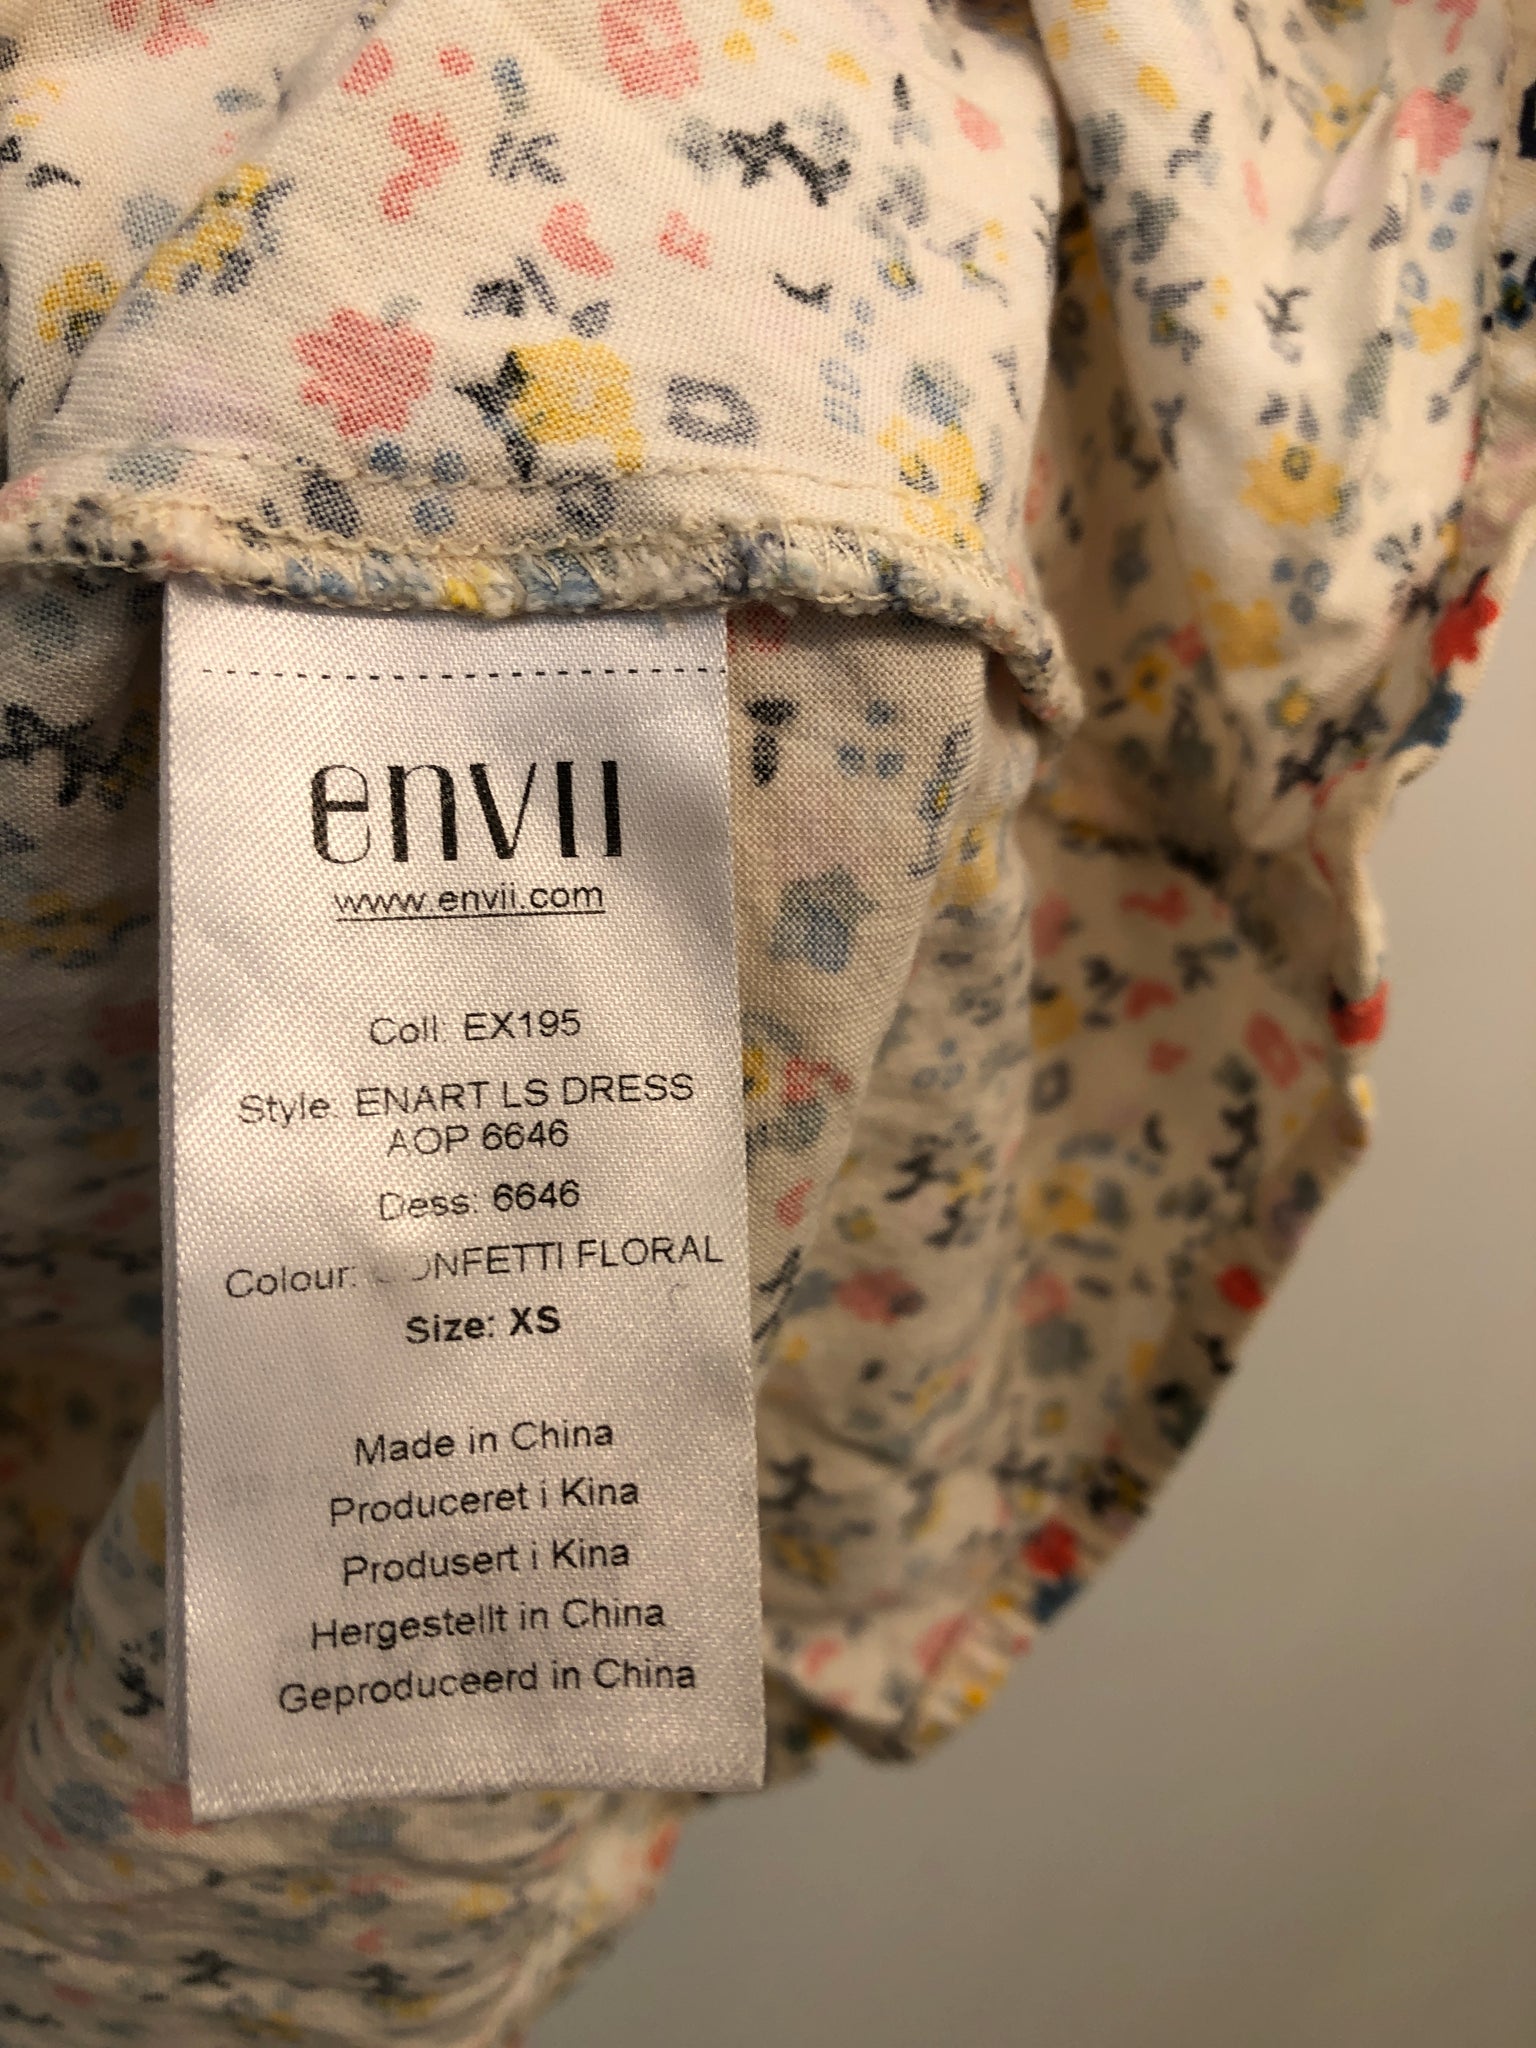 envii
www.envii.com
Coll: EX195
Style: ENART LS DRESS
AOP 6646
Dess: 6646
Colour: CONFETTI FLORAL
Size: XS
Made in China
Produceret i Kina
Produsert i Kina
Hergestellt in China
Geproduceerd in China